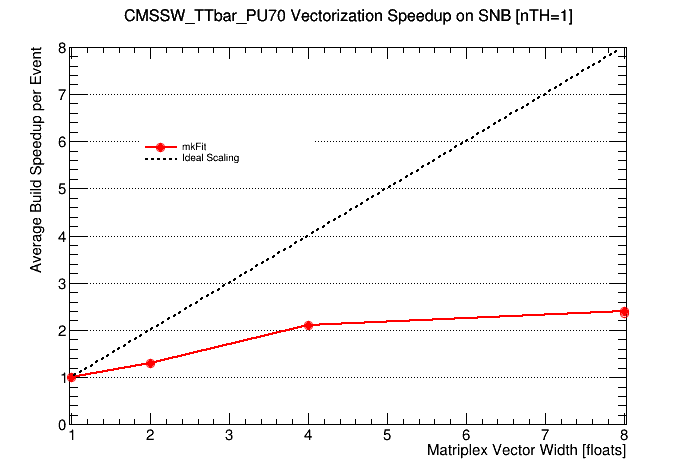 CMSSW_TTbar_PU70 Vectorization Speedup on SNB [nTH=1]
Average Build Speedup per Event
8
7
6
5
4
3
2
1
0
mkFit
Ideal Scaling
1 2 3 4 5 6 7 8
Matriplex Vector Width [floats]